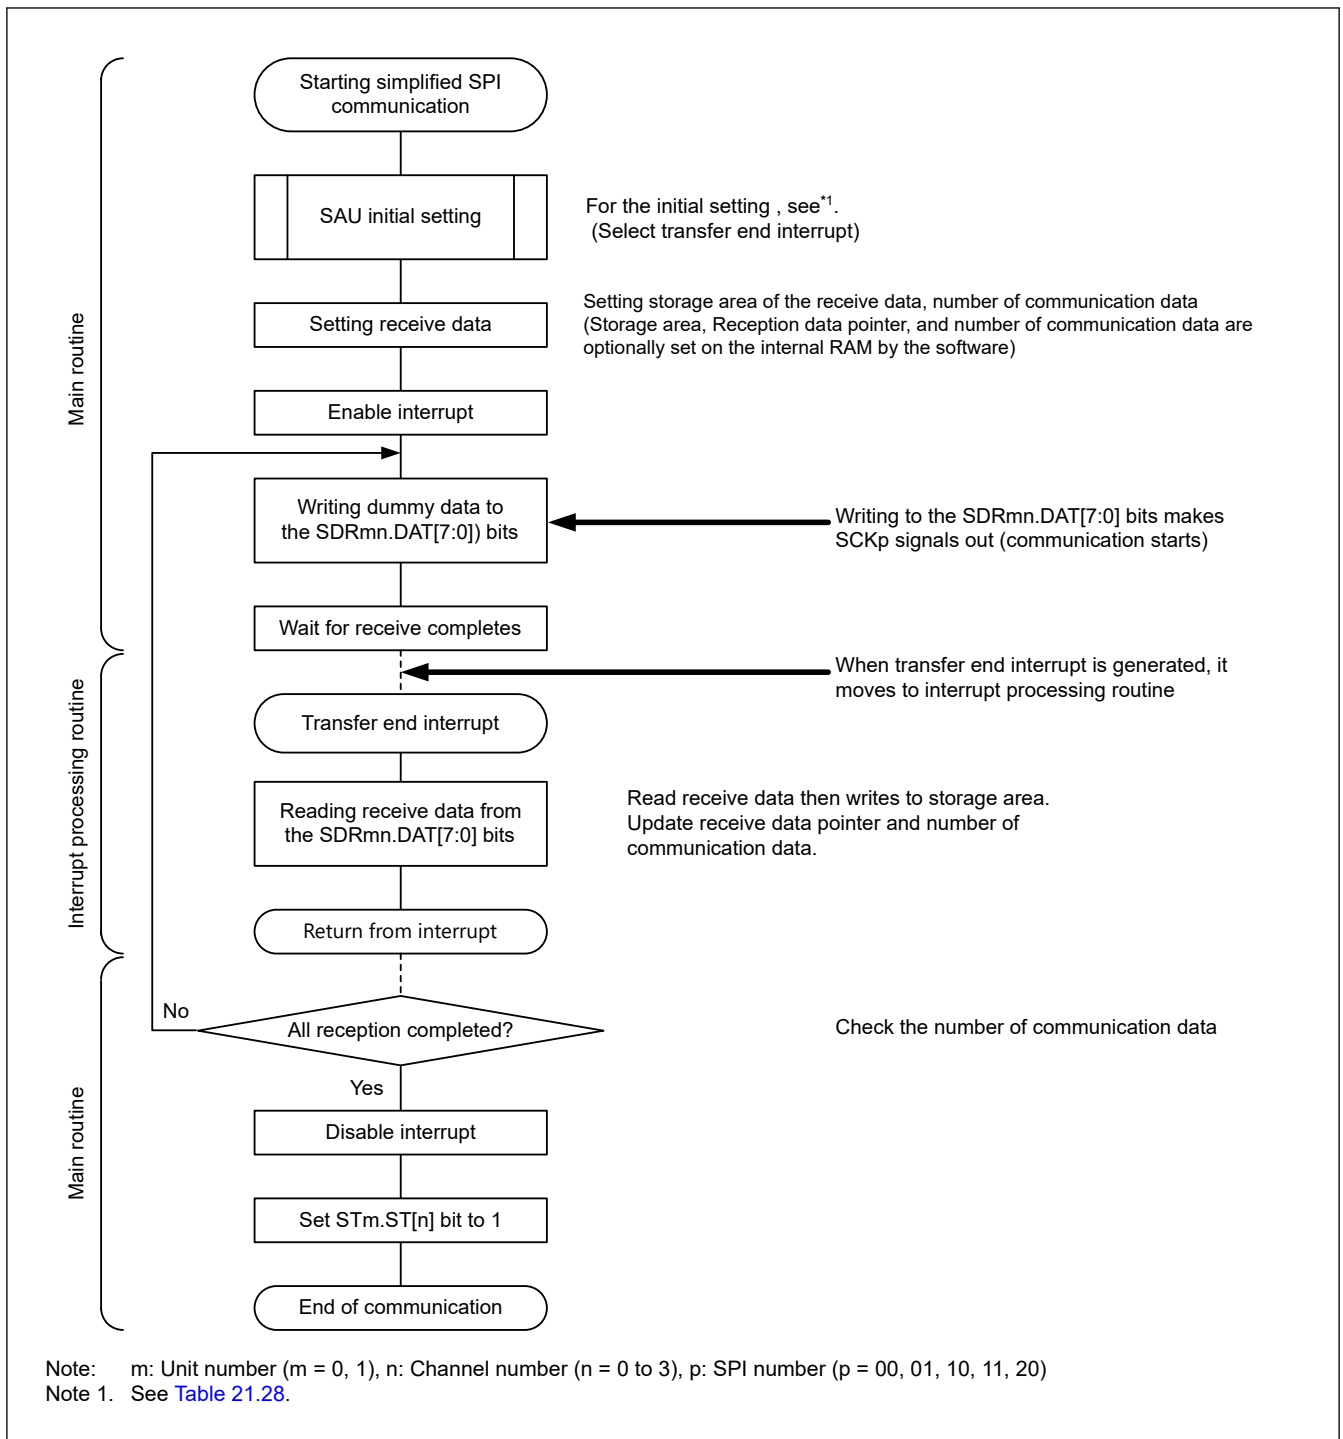 Starting simplified SPI
communication
SAU initial setting
For the initial setting , see*1.
(Select transfer end interrupt)
Setting receive data
Setting storage area of the receive data, number of communication data
(Storage area, Reception data pointer, and number of communication data are
optionally set on the internal RAM by the software)
Main routine
Enable interrupt
Writing dummy data to
the SDRmn.DAT[7:0]) bits
Writing to the SDRmn.DAT[7:0] bits makes
SCKp signals out (communication starts)
Wait for receive completes
When transfer end interrupt is generated, it
moves to interrupt processing routine
Transfer end interrupt
Interrupt processing routine
Reading receive data from
the SDRmn.DAT[7:0] bits
Read receive data then writes to storage area.
Update receive data pointer and number of
communication data.
Return from interrupt
No
All reception completed?
Check the number of communication data
Yes
Main routine
Disable interrupt
Set STm.ST[n] bit to 1
End of communication
Note: m: Unit number (m = 0, 1), n: Channel number (n = 0 to 3), p: SPI number (p = 00, 01, 10, 11, 20)
Note 1. See Table 21.28.